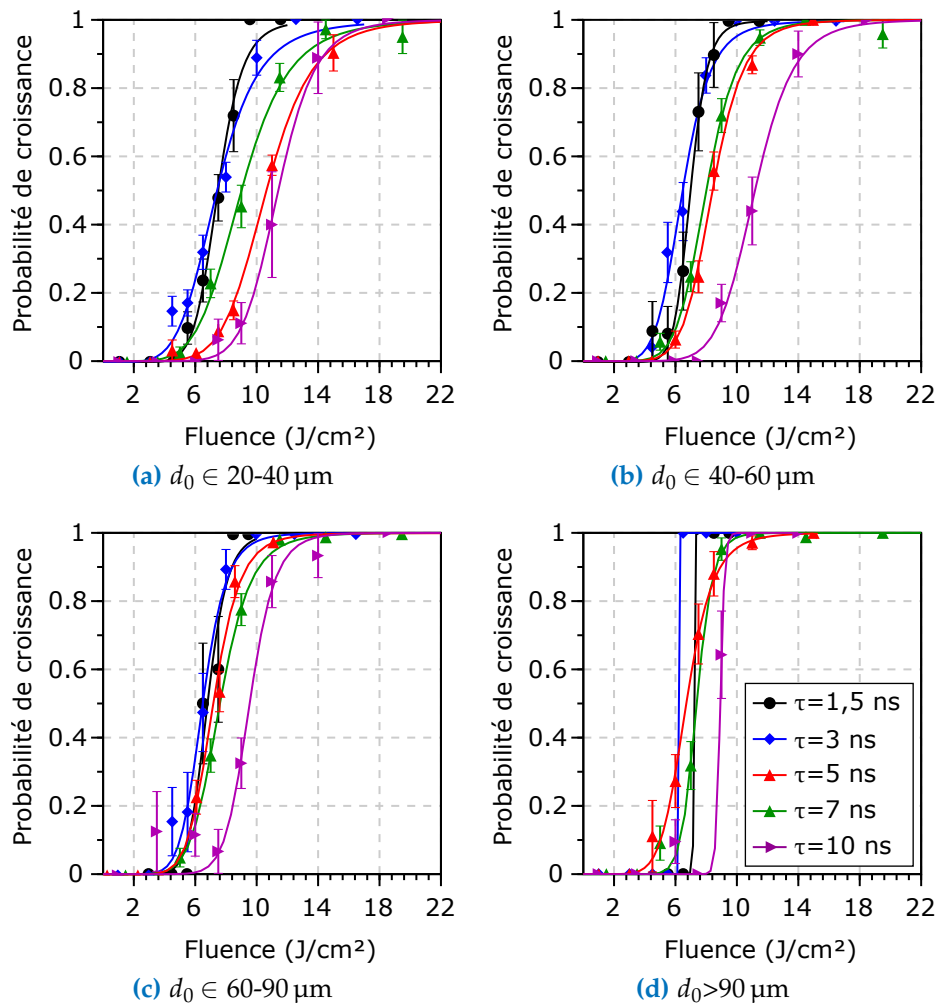 Probabilité de croissance
1
0.8
0.6
0.4
0.2
0
2 6 10 14 18 22
Fluence (J/cm²)
(a) d₀ ∈ 20-40 µm
Probabilité de croissance
1
0.8
0.6
0.4
0.2
0
2 6 10 14 18 22
Fluence (J/cm²)
(b) d₀ ∈ 40-60 µm
Probabilité de croissance
1
0.8
0.6
0.4
0.2
0
2 6 10 14 18 22
Fluence (J/cm²)
(c) d₀ ∈ 60-90 µm
Probabilité de croissance
1
0.8
0.6
0.4
0.2
0
τ=1,5 ns
τ=3 ns
τ=5 ns
τ=7 ns
τ=10 ns
2 6 10 14 18 22
Fluence (J/cm²)
(d) d₀>90 µm